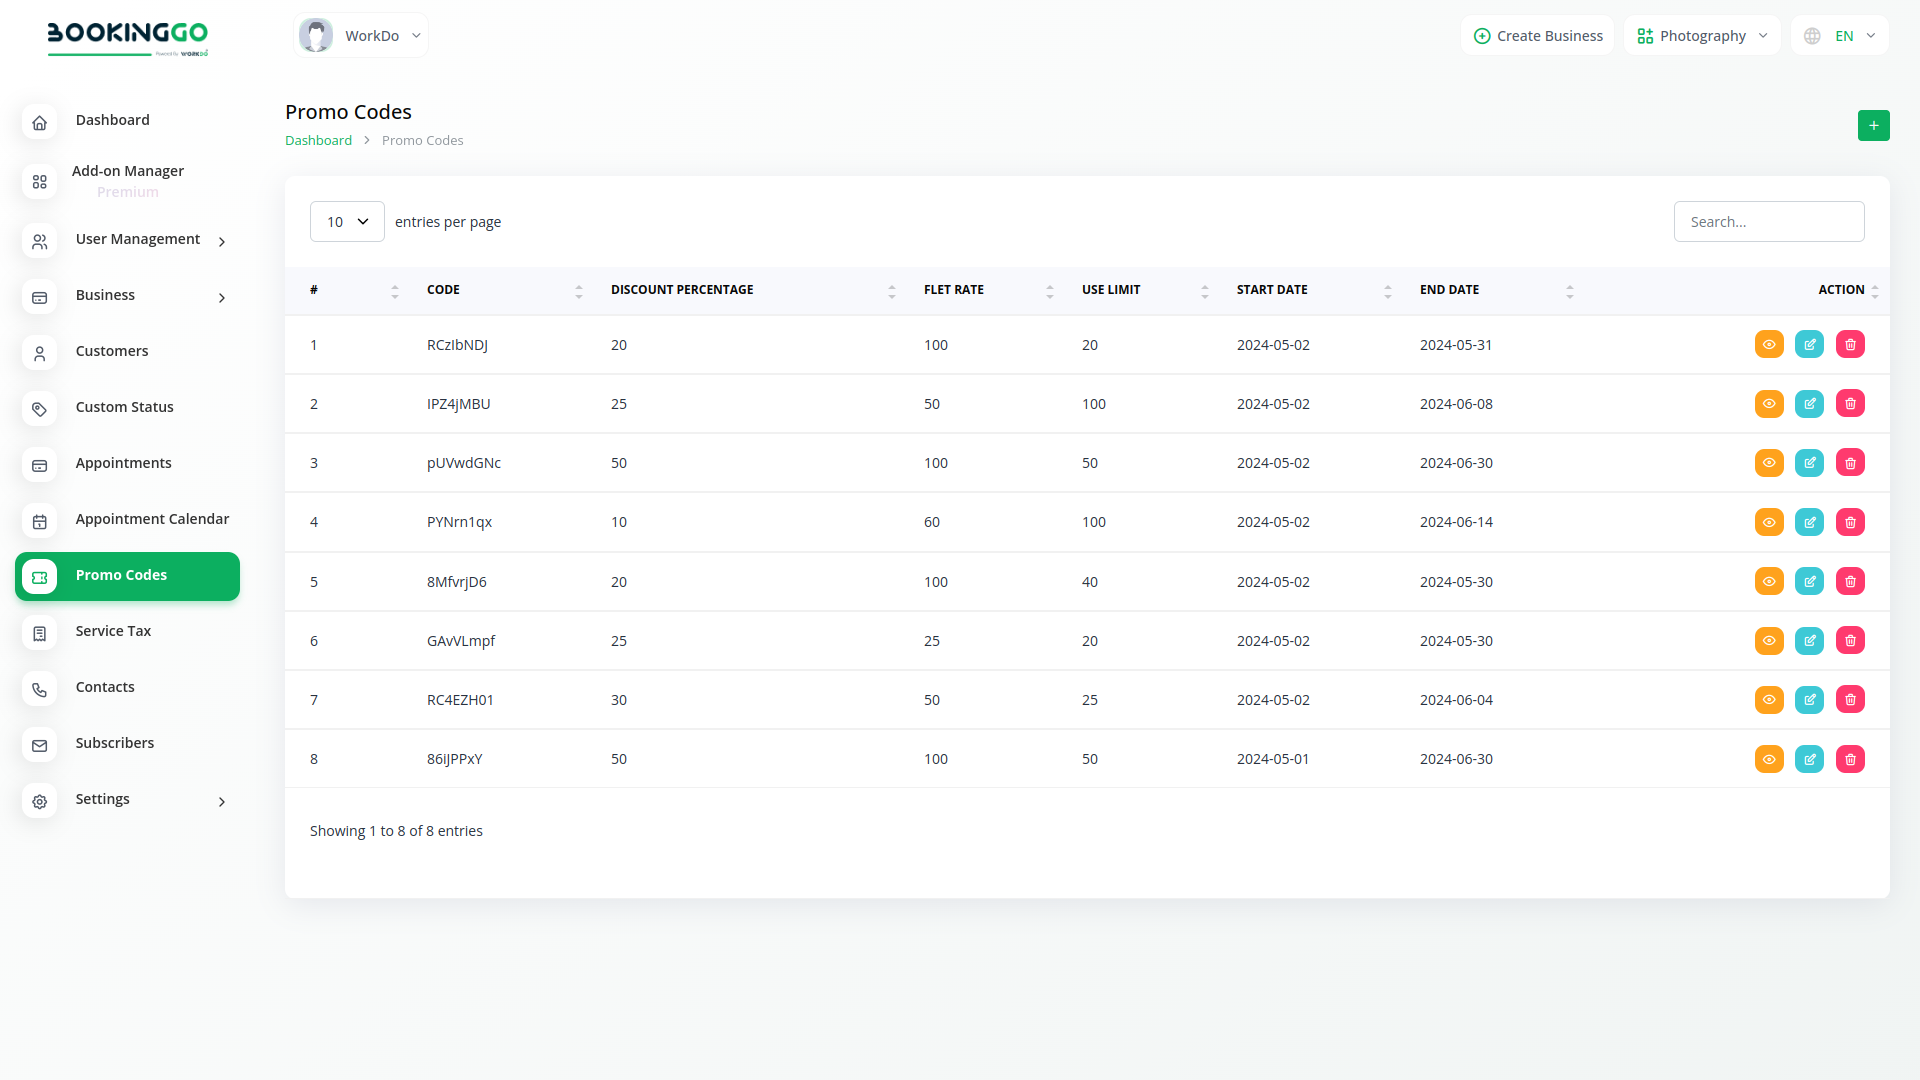 BOOKINGGO
Powered By WORKDO
WorkDo
Create Business
Photography
EN
Dashboard
Add-on Manager
Premium
User Management
Business
Customers
Custom Status
Appointments
Appointment Calendar
Promo Codes
Service Tax
Contacts
Subscribers
Settings
Promo Codes
Dashboard > Promo Codes
10 entries per page
Search...
# CODE DISCOUNT PERCENTAGE FLET RATE USE LIMIT START DATE END DATE ACTION
1 RCzIbNDJ 20 100 20 2024-05-02 2024-05-31
2 IPZ4jMBU 25 50 100 2024-05-02 2024-06-08
3 pUVwdGNc 50 100 50 2024-05-02 2024-06-30
4 PYNrn1qx 10 60 100 2024-05-02 2024-06-14
5 8MfvrjD6 20 100 40 2024-05-02 2024-05-30
6 GAvVLmpf 25 25 20 2024-05-02 2024-05-30
7 RC4EZH01 30 50 25 2024-05-02 2024-06-04
8 86iJPPxY 50 100 50 2024-05-01 2024-06-30
Showing 1 to 8 of 8 entries